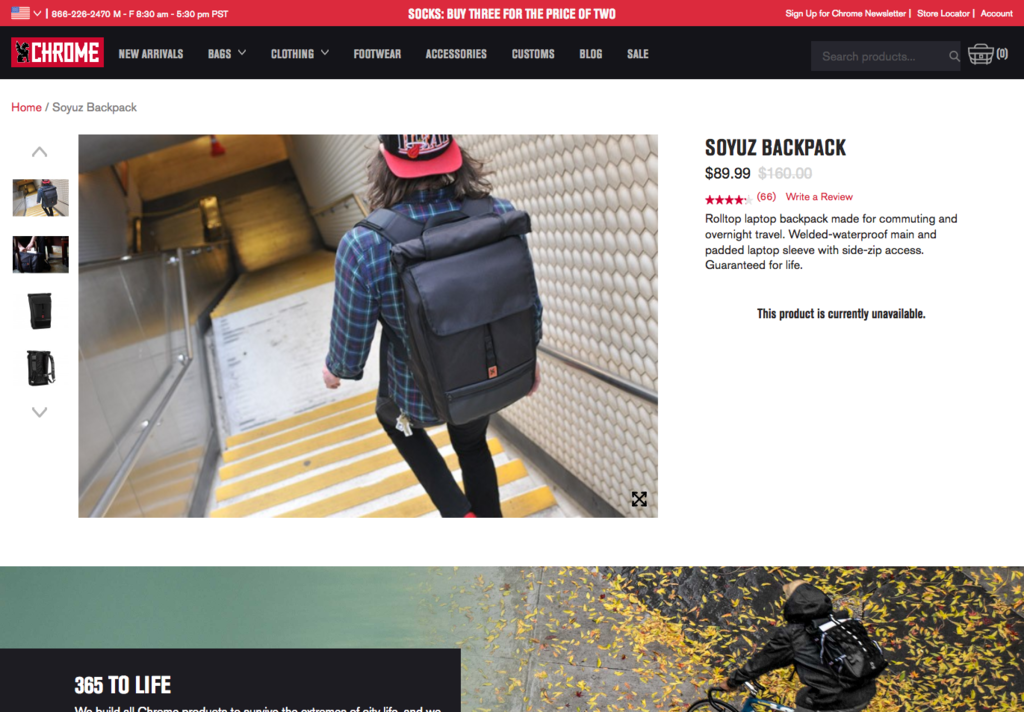 866-226-2470 M - F 8:30 am - 5:30 pm PST
SOCKS: BUY THREE FOR THE PRICE OF TWO
Sign Up for Chrome Newsletter | Store Locator | Account
CHROME
NEW ARRIVALS BAGS CLOTHING FOOTWEAR ACCESSORIES CUSTOMS BLOG SALE
Search products... (0)
Home / Soyuz Backpack
SOYUZ BACKPACK
$89.99 $160.00
(66) Write a Review
Rolltop laptop backpack made for commuting and
overnight travel. Welded-waterproof main and
padded laptop sleeve with side-zip access.
Guaranteed for life.
This product is currently unavailable.
365 TO LIFE
We build all Chrome products to survive the extremes of city life, and we